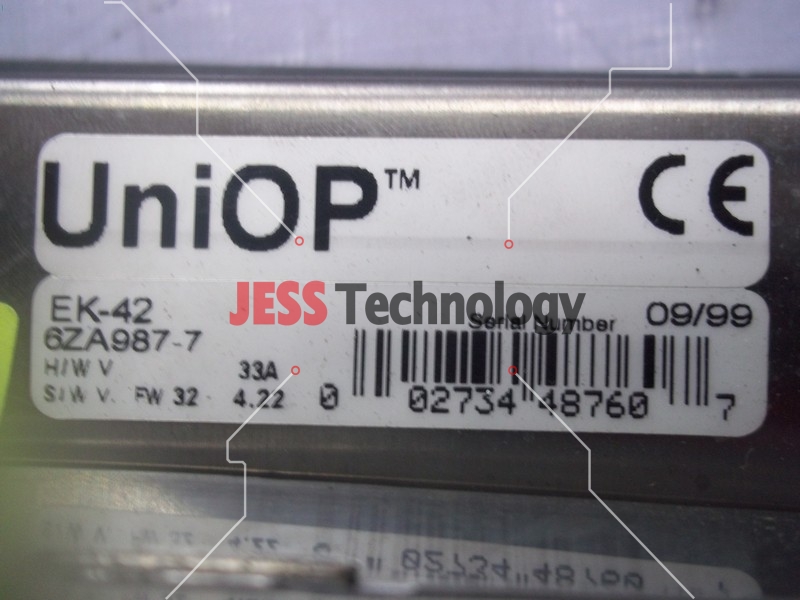 UniOP™ CE
JESS Technology
EK-42 Serial Number 09/99
6ZA987-7
H/W V 33A
S/W V. FW 32 4.22
0 02734 48760 7